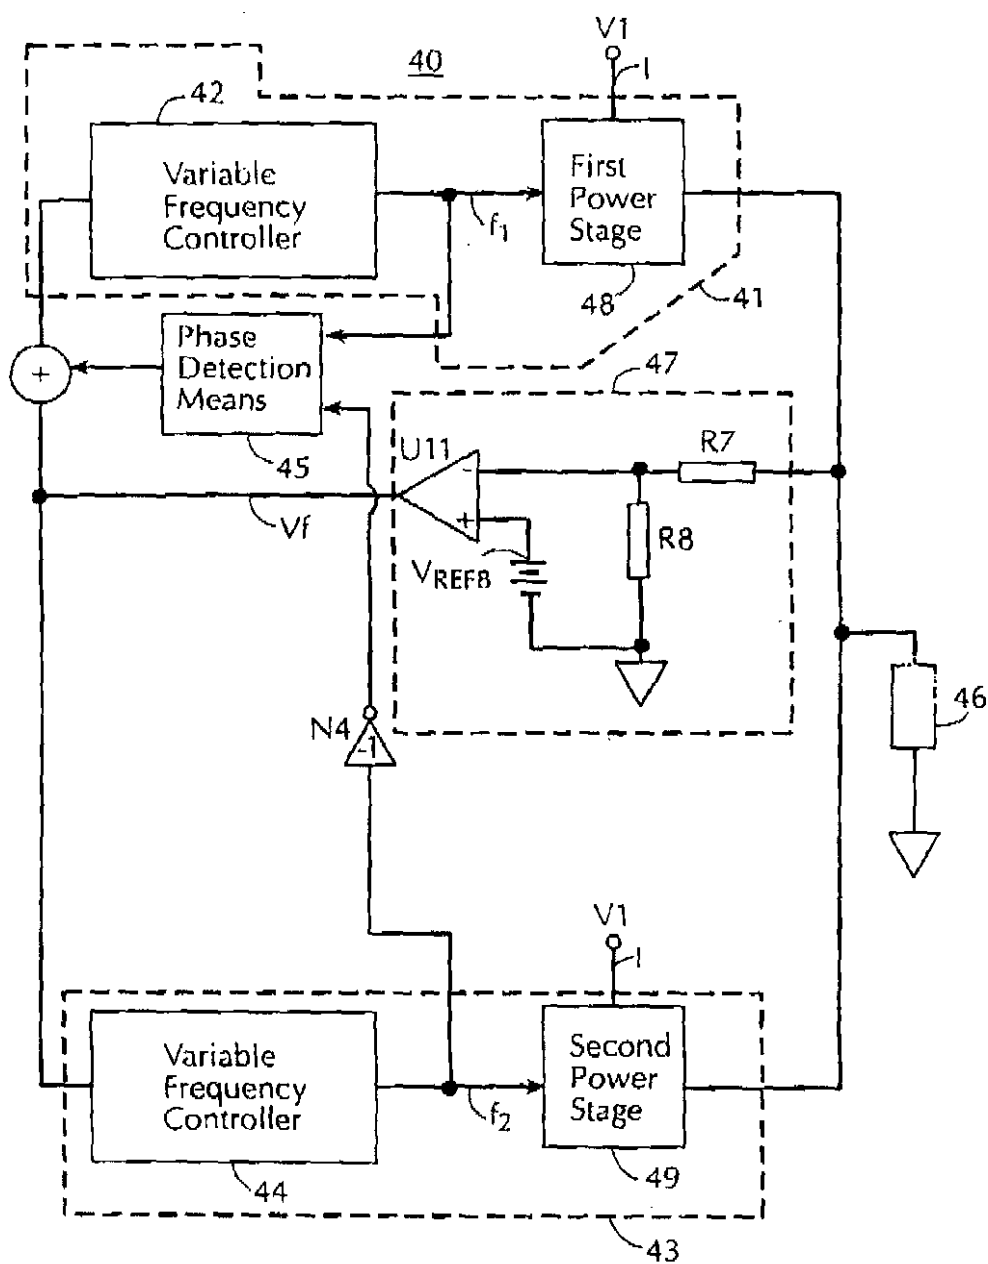 V1
40
I
42
Variable
Frequency
Controller
First
Power
Stage
f1
48
41
Phase
Detection
Means
+
47
45
U11
-
R7
Vf
+
R8
VREF8
N4
-1
46
V1
I
Variable
Frequency
Controller
Second
Power
Stage
f2
44
49
43